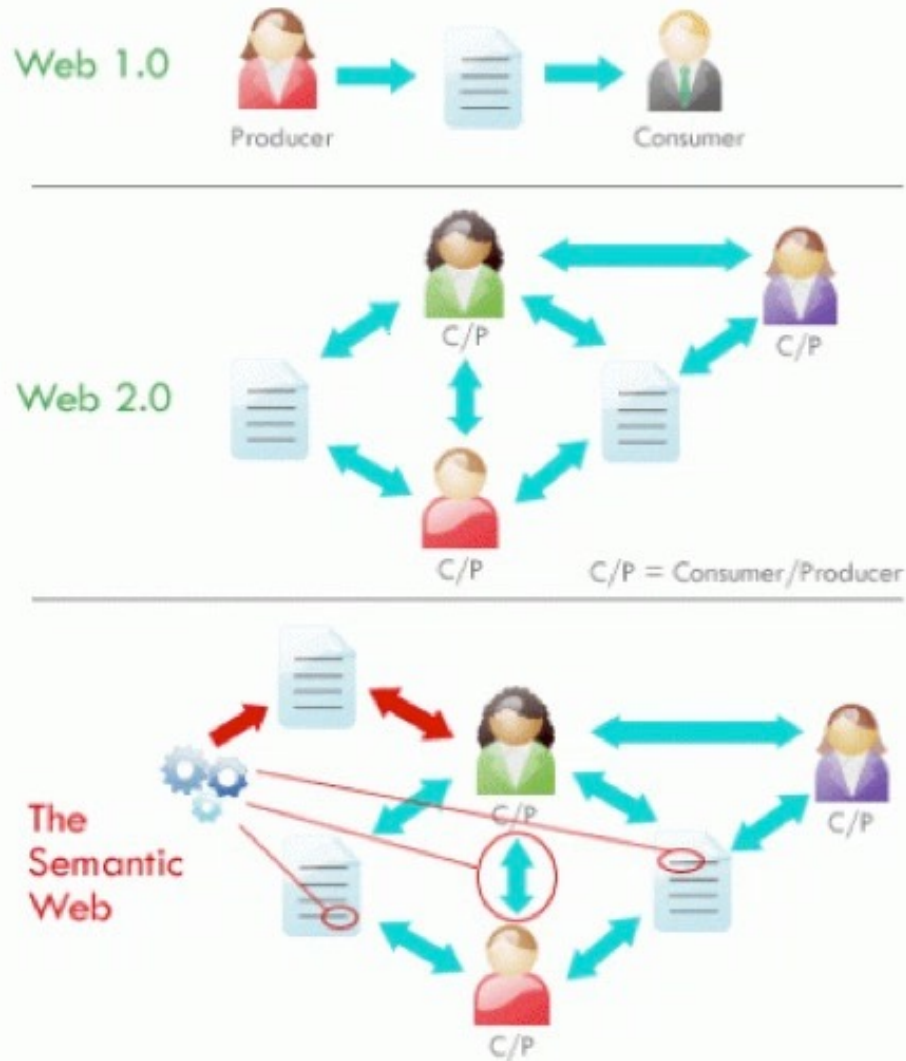 Web 1.0
Producer
Consumer
Web 2.0
C/P
C/P
C/P
C/P = Consumer/Producer
The
Semantic
Web
C/P
C/P
C/P